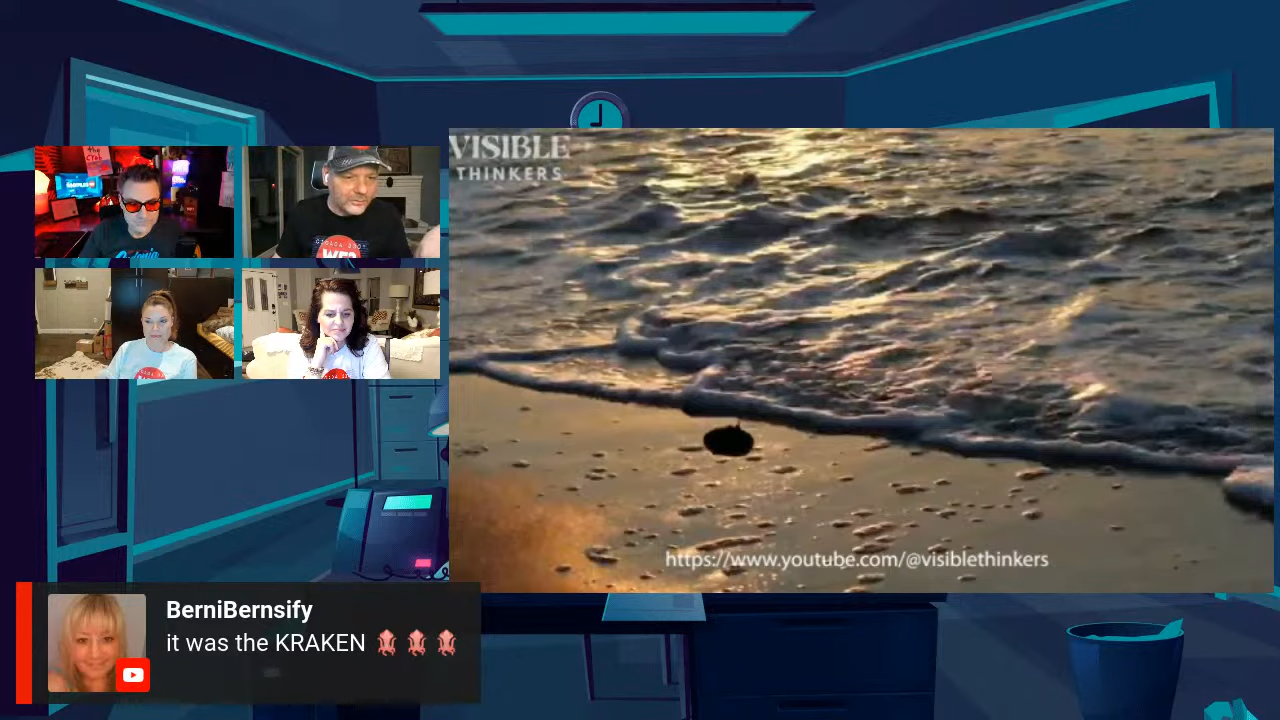 VISIBLE
THINKERS
https://www.youtube.com/@visiblethinkers
BerniBernsify
it was the KRAKEN 🦑 🦑 🦑